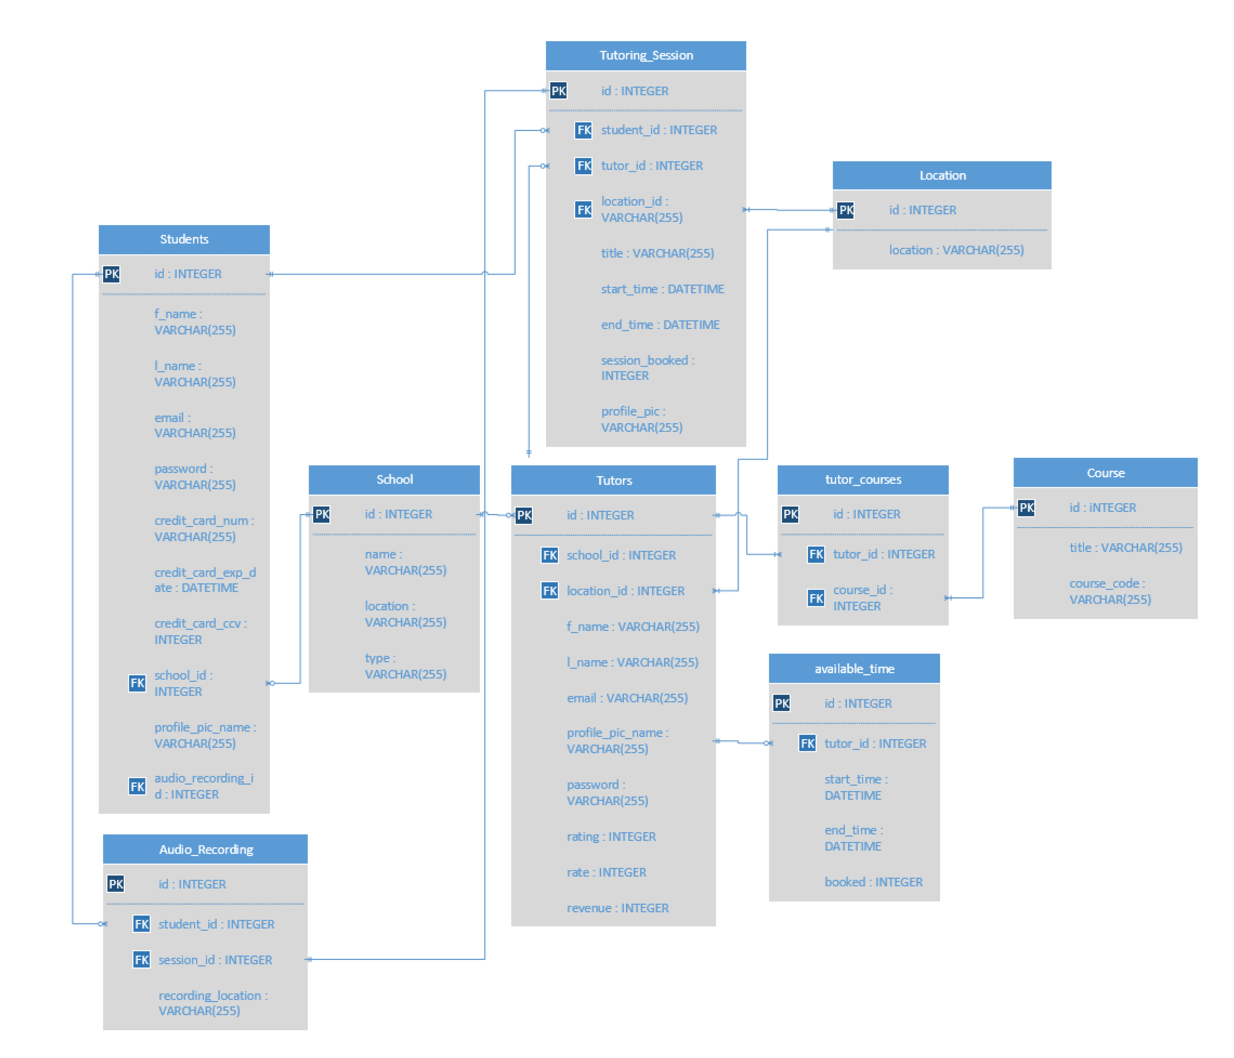 Tutoring_Session
PK id : INTEGER
FK student_id : INTEGER
FK tutor_id : INTEGER
FK location_id :
VARCHAR(255)
title : VARCHAR(255)
start_time : DATETIME
end_time : DATETIME
session_booked :
INTEGER
profile_pic :
VARCHAR(255)
Location
PK id : INTEGER
location : VARCHAR(255)
Students
PK id : INTEGER
f_name :
VARCHAR(255)
l_name :
VARCHAR(255)
email :
VARCHAR(255)
password :
VARCHAR(255)
credit_card_num :
VARCHAR(255)
credit_card_exp_d
ate : DATETIME
credit_card_ccv :
INTEGER
FK school_id :
INTEGER
profile_pic_name :
VARCHAR(255)
FK audio_recording_i
d : INTEGER
School
PK id : INTEGER
name :
VARCHAR(255)
location :
VARCHAR(255)
type :
VARCHAR(255)
Tutors
PK id : INTEGER
FK school_id : INTEGER
FK location_id : INTEGER
f_name : VARCHAR(255)
l_name : VARCHAR(255)
email : VARCHAR(255)
profile_pic_name :
VARCHAR(255)
password :
VARCHAR(255)
rating : INTEGER
rate : INTEGER
revenue : INTEGER
tutor_courses
PK id : INTEGER
FK tutor_id : INTEGER
FK course_id :
INTEGER
Course
PK id : iNTEGER
title : VARCHAR(255)
course_code :
VARCHAR(255)
available_time
PK id : INTEGER
FK tutor_id : INTEGER
start_time :
DATETIME
end_time :
DATETIME
booked : INTEGER
Audio_Recording
PK id : INTEGER
FK student_id : INTEGER
FK session_id : INTEGER
recording_location :
VARCHAR(255)